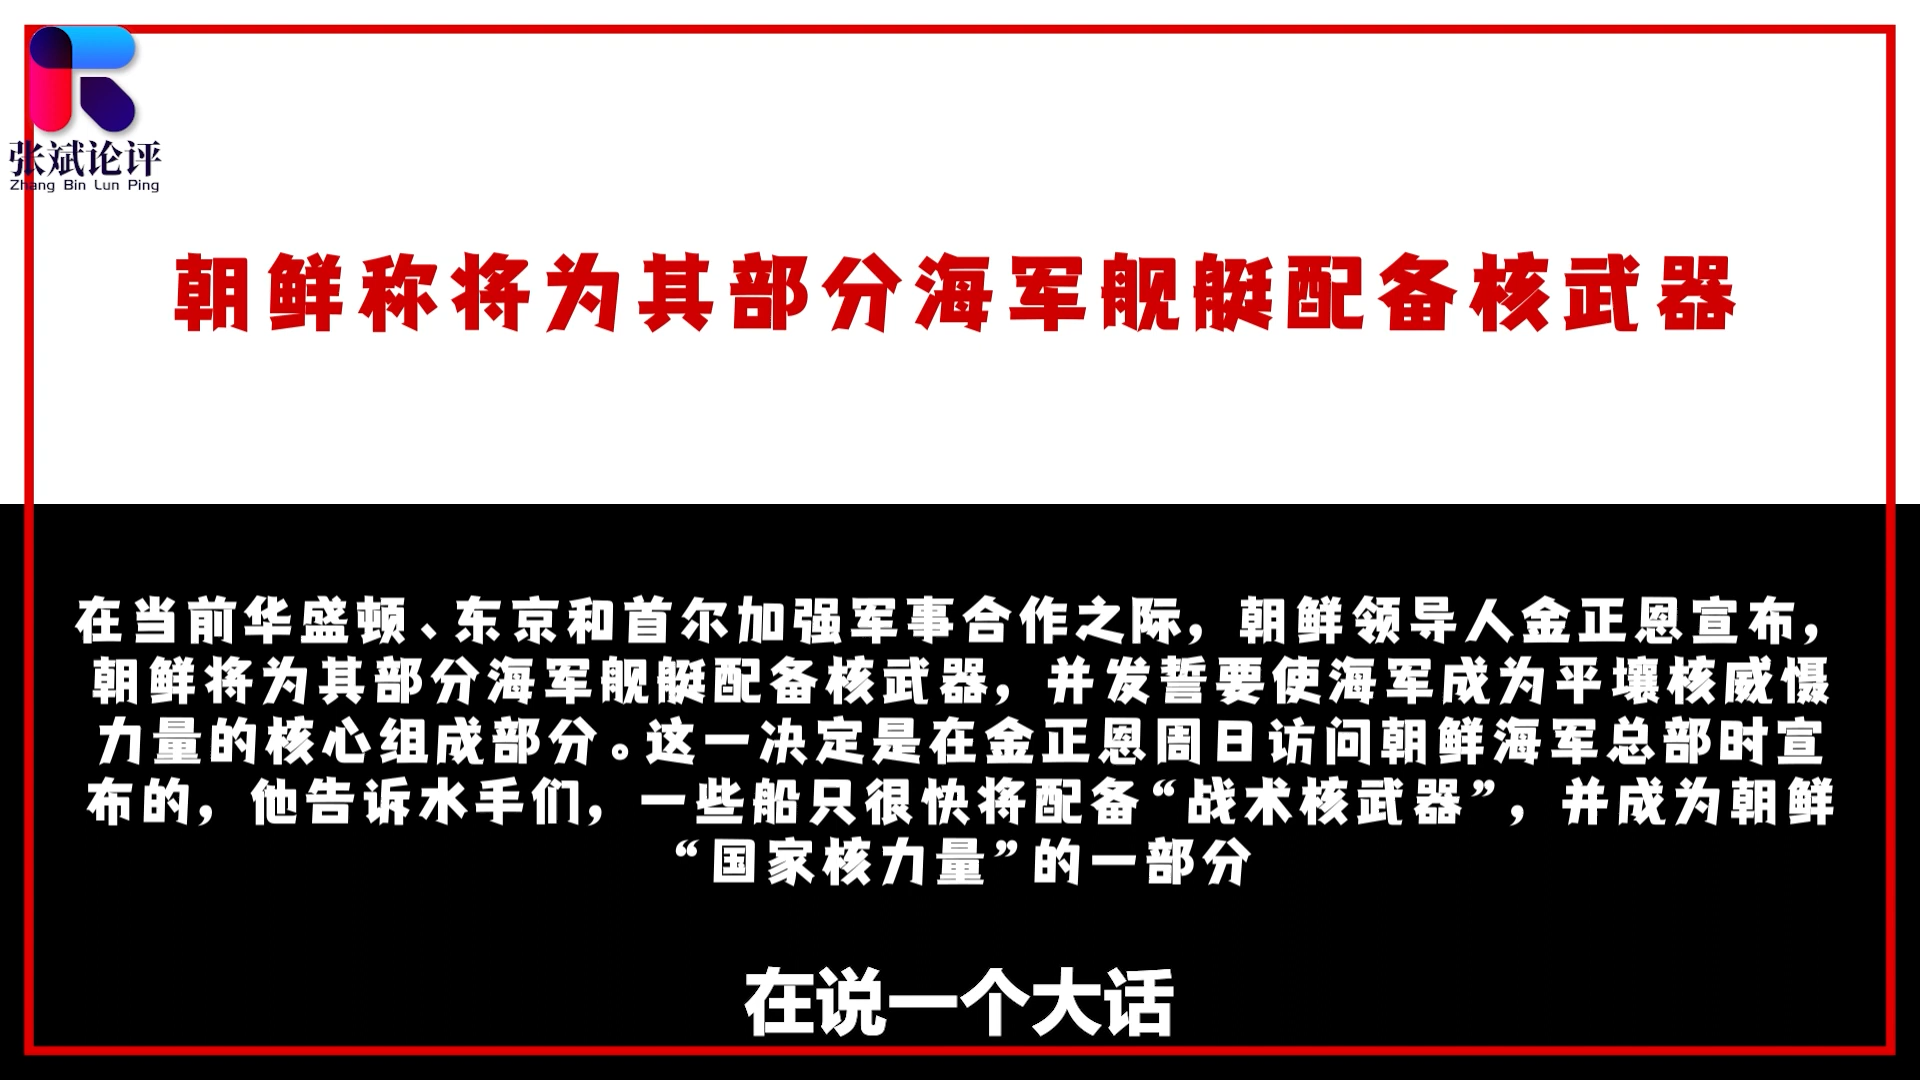 张斌论评
Zhang Bin Lun Ping
朝鲜称将为其部分海军舰艇配备核武器
在当前华盛顿、东京和首尔加强军事合作之际，朝鲜领导人金正恩宣布，
朝鲜将为其部分海军舰艇配备核武器，并发誓要使海军成为平壤核威慑
力量的核心组成部分。这一决定是在金正恩周日访问朝鲜海军总部时宣
布的，他告诉水手们，一些船只很快将配备“战术核武器”，并成为朝鲜
“国家核力量”的一部分
在说一个大话